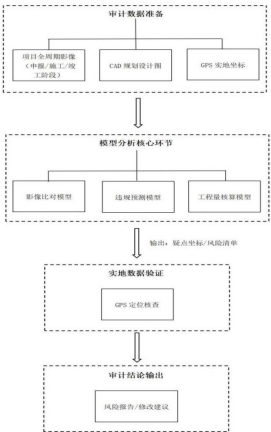 审计数据准备
项目全周期影像
（申报/施工/竣
工阶段）
CAD 规划设计图
GPS 实地坐标
模型分析核心环节
影像比对模型
违规预测模型
工程量核算模型
输出：疑点坐标/风险清单
实地数据验证
GPS 定位核查
审计结论输出
风险报告/修改建议